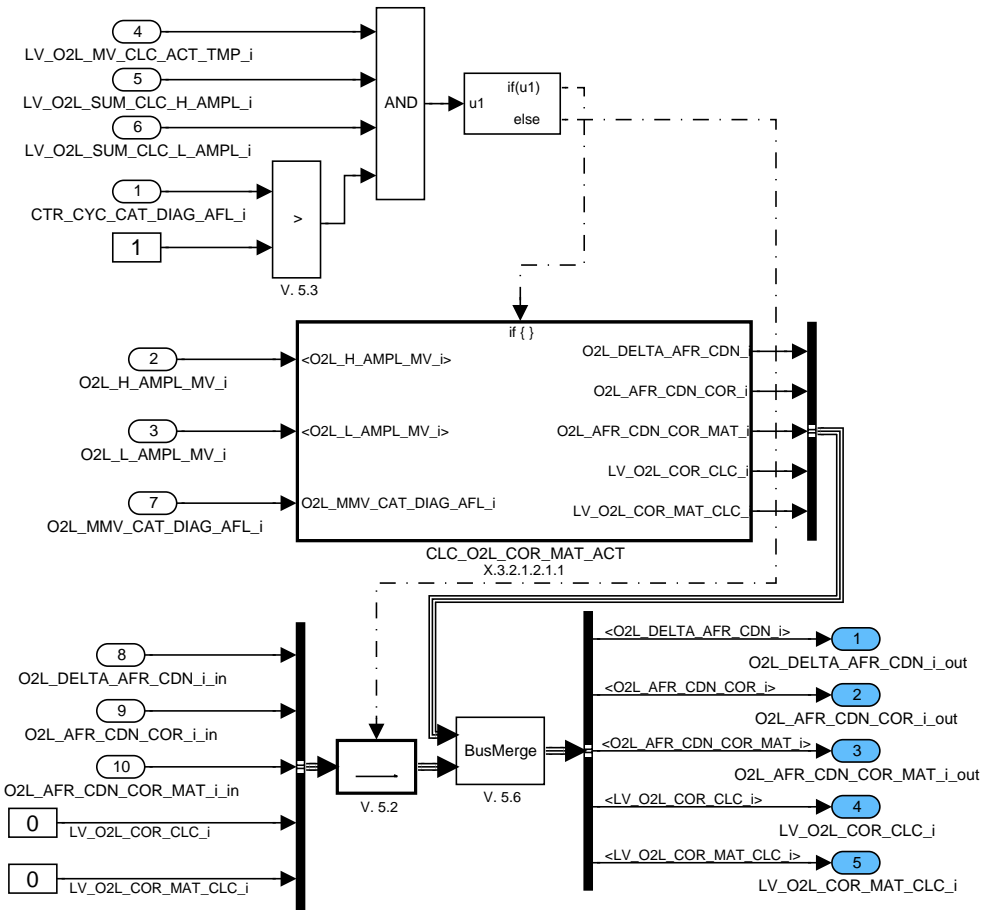 4
LV_O2L_MV_CLC_ACT_TMP_i
5
LV_O2L_SUM_CLC_H_AMPL_i
6
LV_O2L_SUM_CLC_L_AMPL_i
1
CTR_CYC_CAT_DIAG_AFL_i
1
>
V. 5.3
AND
u1
if(u1)
else
if { }
2
O2L_H_AMPL_MV_i
<O2L_H_AMPL_MV_i>
3
O2L_L_AMPL_MV_i
<O2L_L_AMPL_MV_i>
7
O2L_MMV_CAT_DIAG_AFL_i
O2L_MMV_CAT_DIAG_AFL_i
O2L_DELTA_AFR_CDN_i
O2L_AFR_CDN_COR_i
O2L_AFR_CDN_COR_MAT_i
LV_O2L_COR_CLC_i
LV_O2L_COR_MAT_CLC_
CLC_O2L_COR_MAT_ACT
X.3.2.1.2.1.1
8
O2L_DELTA_AFR_CDN_i_in
9
O2L_AFR_CDN_COR_i_in
10
O2L_AFR_CDN_COR_MAT_i_in
0
LV_O2L_COR_CLC_i
0
LV_O2L_COR_MAT_CLC_i
V. 5.2
BusMerge
V. 5.6
<O2L_DELTA_AFR_CDN_i>
1
O2L_DELTA_AFR_CDN_i_out
<O2L_AFR_CDN_COR_i>
2
O2L_AFR_CDN_COR_i_out
<O2L_AFR_CDN_COR_MAT_i>
3
O2L_AFR_CDN_COR_MAT_i_out
<LV_O2L_COR_CLC_i>
4
LV_O2L_COR_CLC_i
<LV_O2L_COR_MAT_CLC_i>
5
LV_O2L_COR_MAT_CLC_i